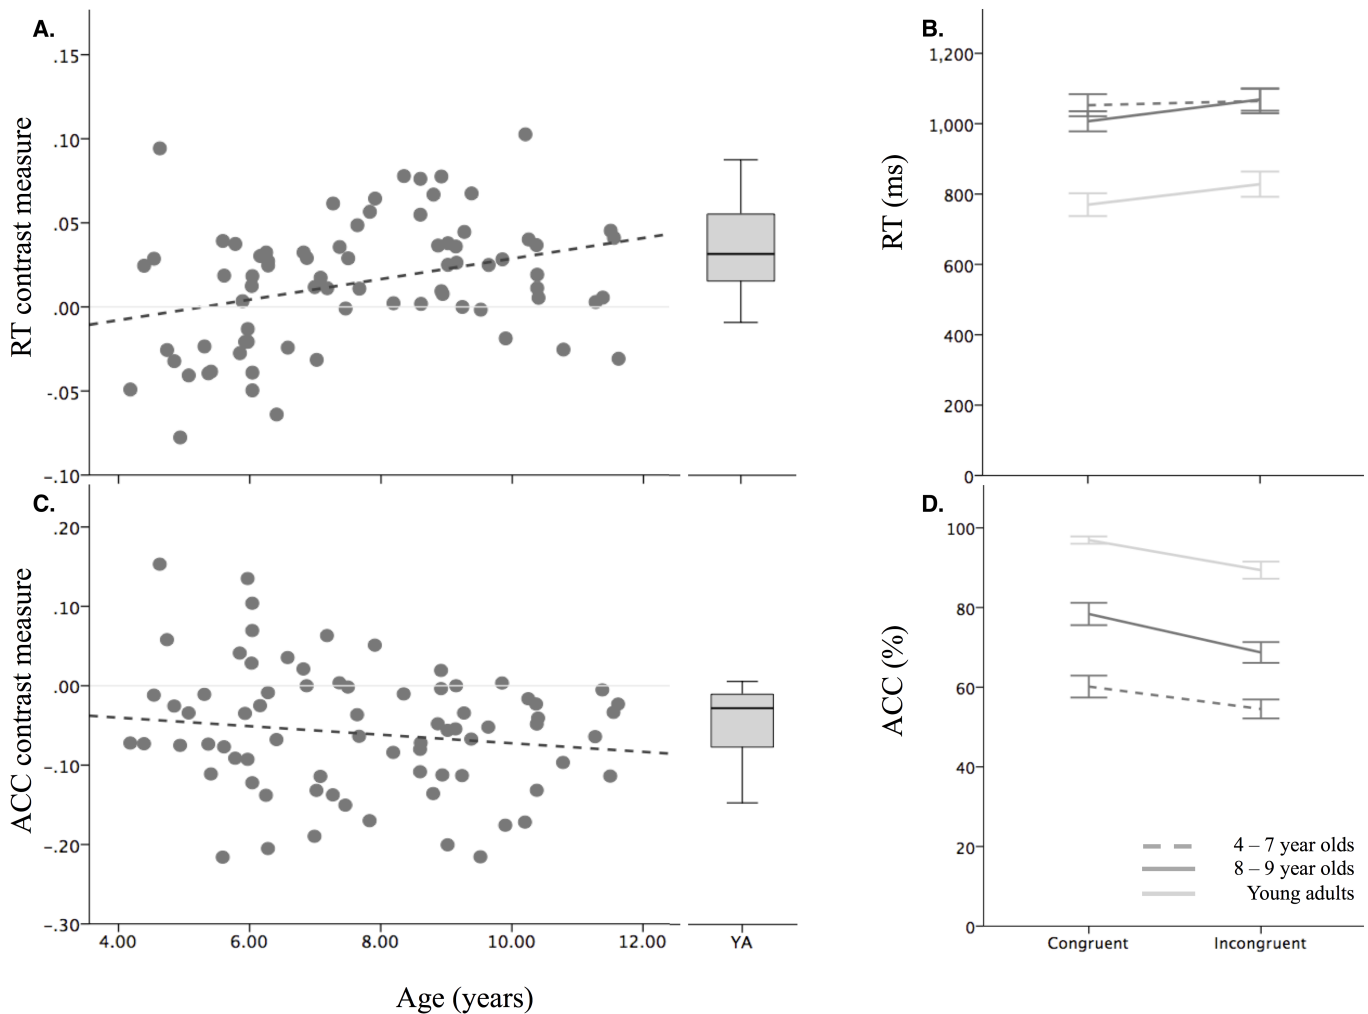 A.
RT contrast measure
.15
.10
.05
.00
-.05
-.10
B.
RT (ms)
1,200
1,000
800
600
400
200
0
C.
ACC contrast measure
.20
.10
.00
-.10
-.20
-.30
4.00 6.00 8.00 10.00 12.00 YA
Age (years)
D.
ACC (%)
100
80
60
40
20
0
4 – 7 year olds
8 – 9 year olds
Young adults
Congruent Incongruent